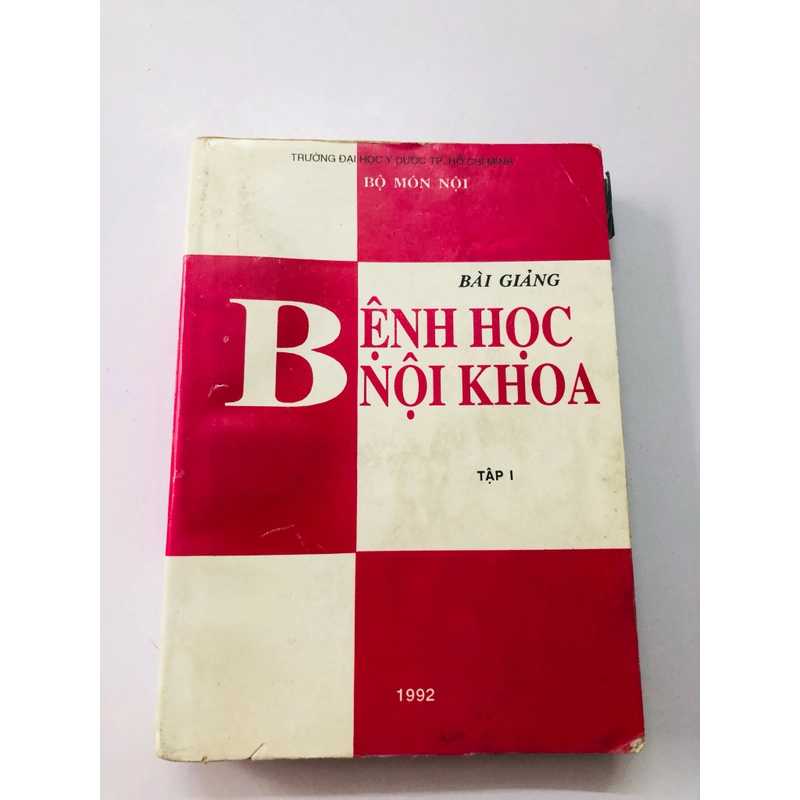 TRƯỜNG ĐẠI HỌC Y DƯỢC TP. HỒ CHÍ MINH
BỘ MÔN NỘI
BÀI GIẢNG
BỆNH HỌC
NỘI KHOA
TẬP I
1992